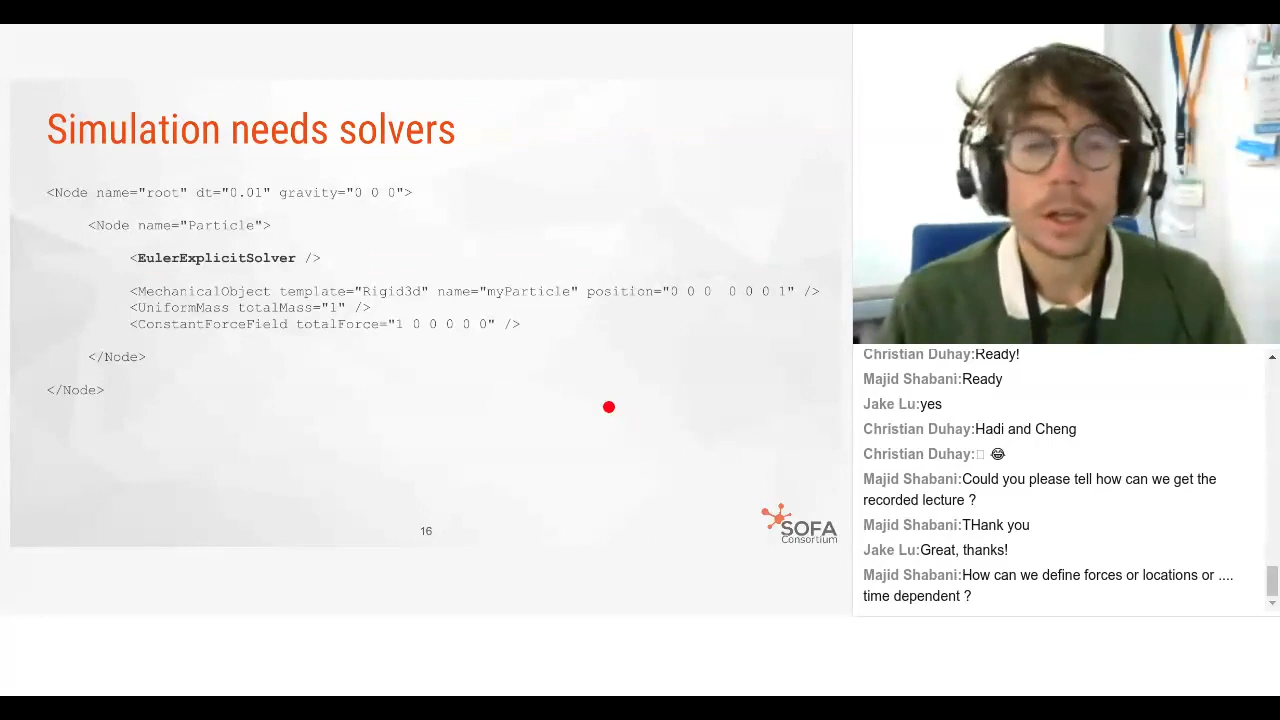 Simulation needs solvers
<Node name="root" dt="0.01" gravity="0 0 0">
<Node name="Particle">
<EulerExplicitSolver />
<MechanicalObject template="Rigid3d" name="myParticle" position="0 0 0  0 0 0 1" />
<UniformMass totalMass="1" />
<ConstantForceField totalForce="1 0 0 0 0 0" />
</Node>
</Node>
16
SOFA
Consortium
Christian Duhay:Ready!
Majid Shabani:Ready
Jake Lu:yes
Christian Duhay:Hadi and Cheng
Christian Duhay:😂
Majid Shabani:Could you please tell how can we get the
recorded lecture ?
Majid Shabani:THank you
Jake Lu:Great, thanks!
Majid Shabani:How can we define forces or locations or ....
time dependent ?